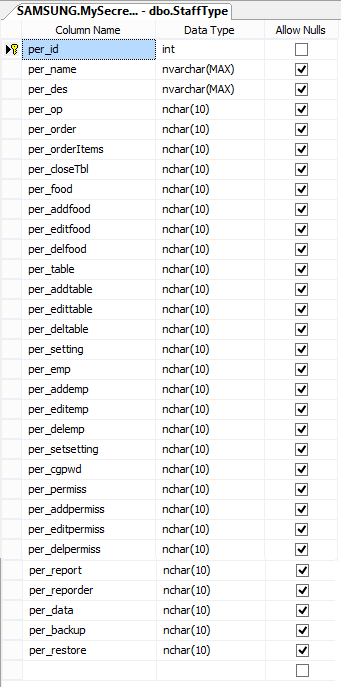 SAMSUNG.MySecre... - dbo.StaffType
Column Name Data Type Allow Nulls
per_id int
per_name nvarchar(MAX)
per_des nvarchar(MAX)
per_op nchar(10)
per_order nchar(10)
per_orderItems nchar(10)
per_closeTbl nchar(10)
per_food nchar(10)
per_addfood nchar(10)
per_editfood nchar(10)
per_delfood nchar(10)
per_table nchar(10)
per_addtable nchar(10)
per_edittable nchar(10)
per_deltable nchar(10)
per_setting nchar(10)
per_emp nchar(10)
per_addemp nchar(10)
per_editemp nchar(10)
per_delemp nchar(10)
per_setsetting nchar(10)
per_cgpwd nchar(10)
per_permiss nchar(10)
per_addpermiss nchar(10)
per_editpermiss nchar(10)
per_delpermiss nchar(10)
per_report nchar(10)
per_reporder nchar(10)
per_data nchar(10)
per_backup nchar(10)
per_restore nchar(10)